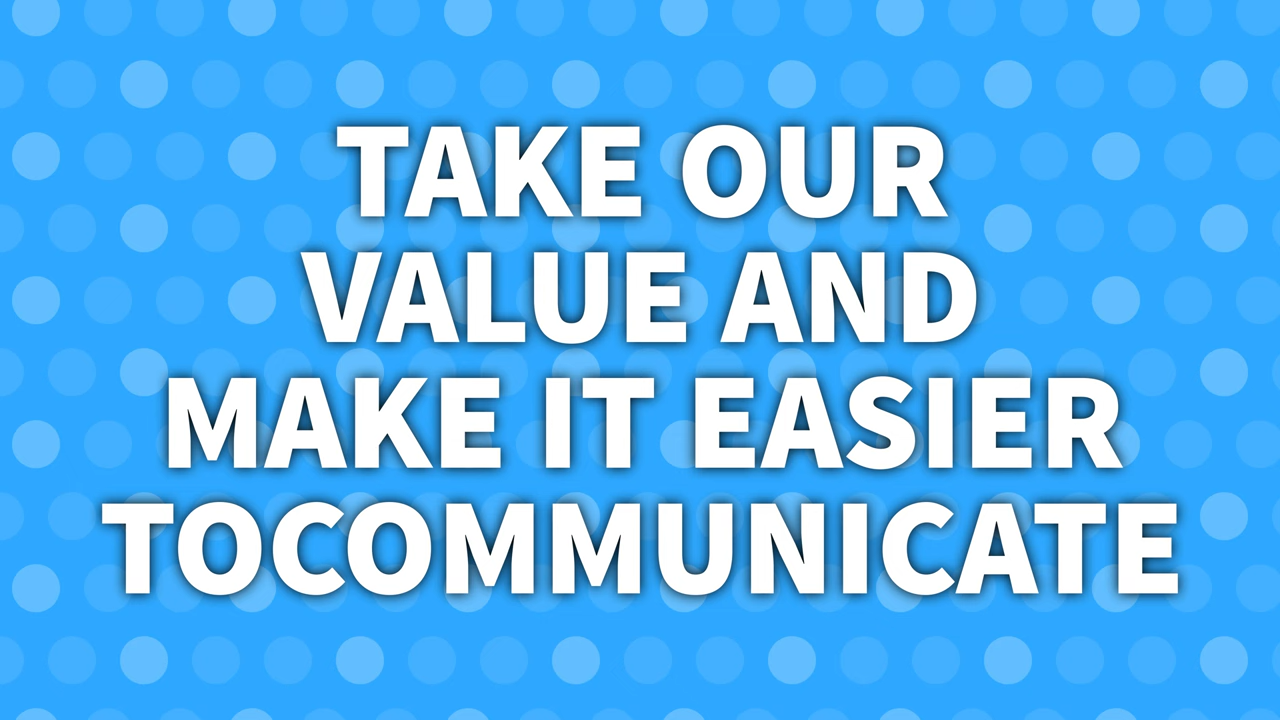 TAKE OUR
VALUE AND
MAKE IT EASIER
TOCOMMUNICATE